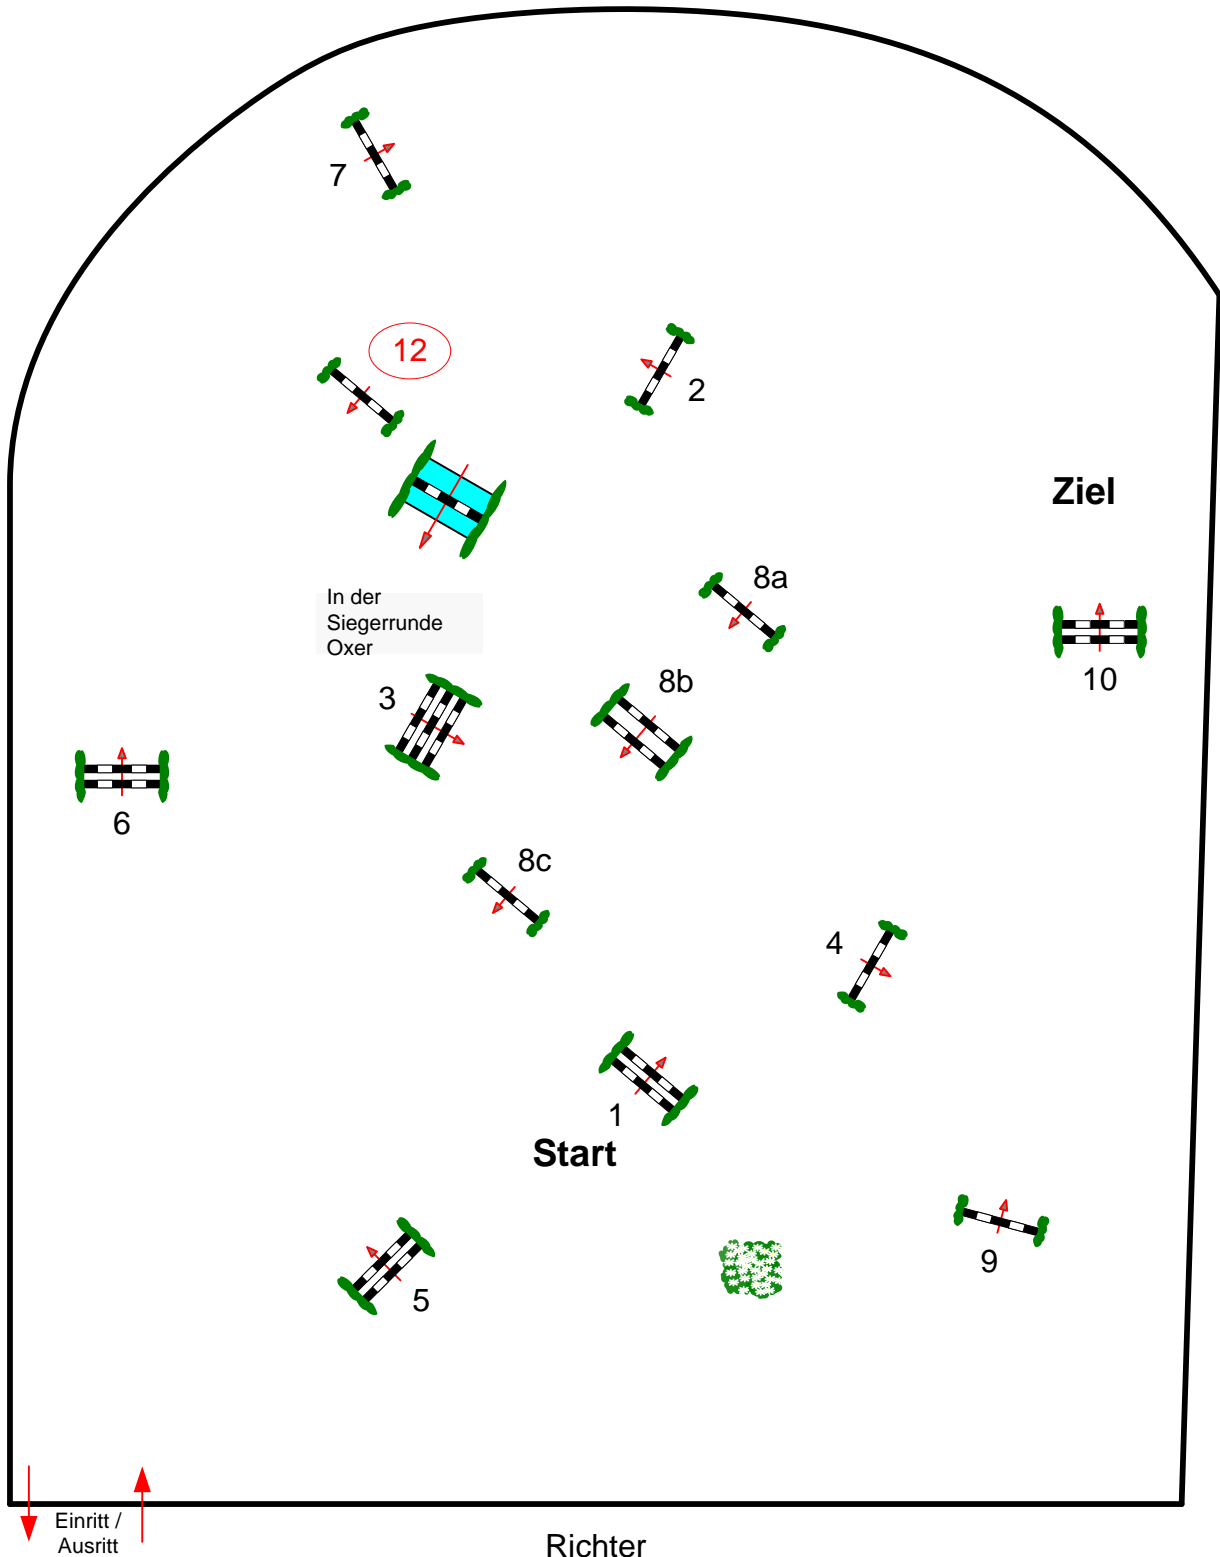 7
12
2
Ziel
8a
In der
Siegerrunde
Oxer
8b
10
3
6
8c
4
1
Start
9
5
Einritt /
Ausritt
Richter